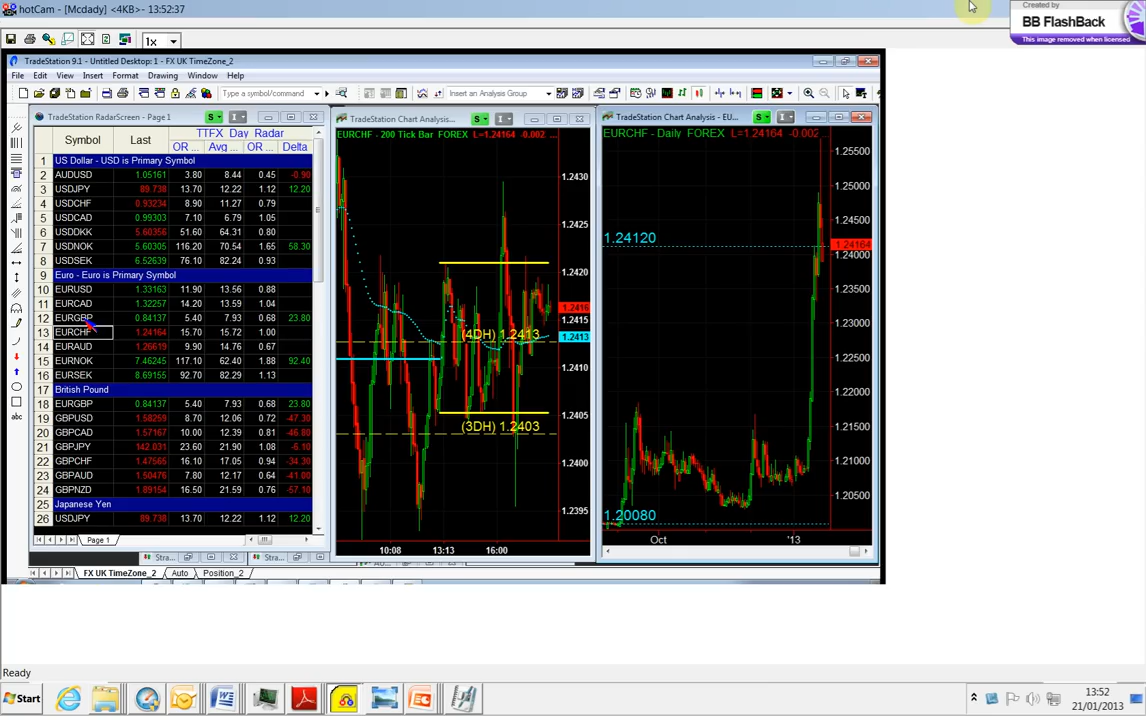 hotCam - [Mcdady] <4KB>- 13:52:37
Created by
BB FlashBack
This image removed when licensed
1x
TradeStation 9.1 - Untitled Desktop: 1 - FX UK TimeZone_2
File Edit View Insert Format Drawing Window Help
Type a symbol/command
Insert an Analysis Group
TradeStation RadarScreen - Page 1
Symbol Last TTFX Day Radar
OR ... Avg ... OR ... Delta
1 US Dollar - USD is Primary Symbol
2 AUDUSD 1.05161 3.80 8.44 0.45 -0.90
3 USDJPY 89.738 13.70 12.22 1.12 12.20
4 USDCHF 0.93234 8.90 11.27 0.79
5 USDCAD 0.99303 7.10 6.79 1.05
6 USDDKK 5.60356 51.60 64.31 0.80
7 USDNOK 5.60305 116.20 70.54 1.65 58.30
8 USDSEK 6.52639 76.10 82.24 0.93
9 Euro - Euro is Primary Symbol
10 EURUSD 1.33163 11.90 13.56 0.88
11 EURCAD 1.32257 14.20 13.59 1.04
12 EURGBP 0.84137 5.40 7.93 0.68 23.80
13 EURCHF 1.24164 15.70 15.72 1.00
14 EURAUD 1.26619 9.90 14.76 0.67
15 EURNOK 7.46245 117.10 62.40 1.88 92.40
16 EURSEK 8.69155 92.70 82.29 1.13
17 British Pound
18 EURGBP 0.84137 5.40 7.93 0.68 23.80
19 GBPUSD 1.58259 8.70 12.06 0.72 -47.30
20 GBPCAD 1.57167 10.00 12.39 0.81 -46.80
21 GBPJPY 142.031 23.60 21.90 1.08 -6.10
22 GBPCHF 1.47565 16.10 17.05 0.94 -34.30
23 GBPAUD 1.50476 7.80 12.17 0.64 -41.00
24 GBPNZD 1.89154 16.50 21.59 0.76 -57.10
25 Japanese Yen
26 USDJPY 89.738 13.70 12.22 1.12 12.20
Page 1
Stra...
Stra...
FX UK TimeZone_2 Auto Position_2
TradeStation Chart Analysis...
EURCHF - 200 Tick Bar FOREX L=1.24164 -0.002 ...
1.2430
1.2425
1.2420
1.2416
1.2415
(4DH) 1.2413
1.2413
1.2410
1.2405
(3DH) 1.2403
1.2400
1.2395
10:08 13:13 16:00
TradeStation Chart Analysis - EU...
EURCHF - Daily FOREX L=1.24164 -0.002 ...
1.25500
1.25000
1.24500
1.24120
1.24164
1.24000
1.23500
1.23000
1.22500
1.22000
1.21500
1.21000
1.20500
1.20080
Oct '13
Ready
Start
13:52
21/01/2013